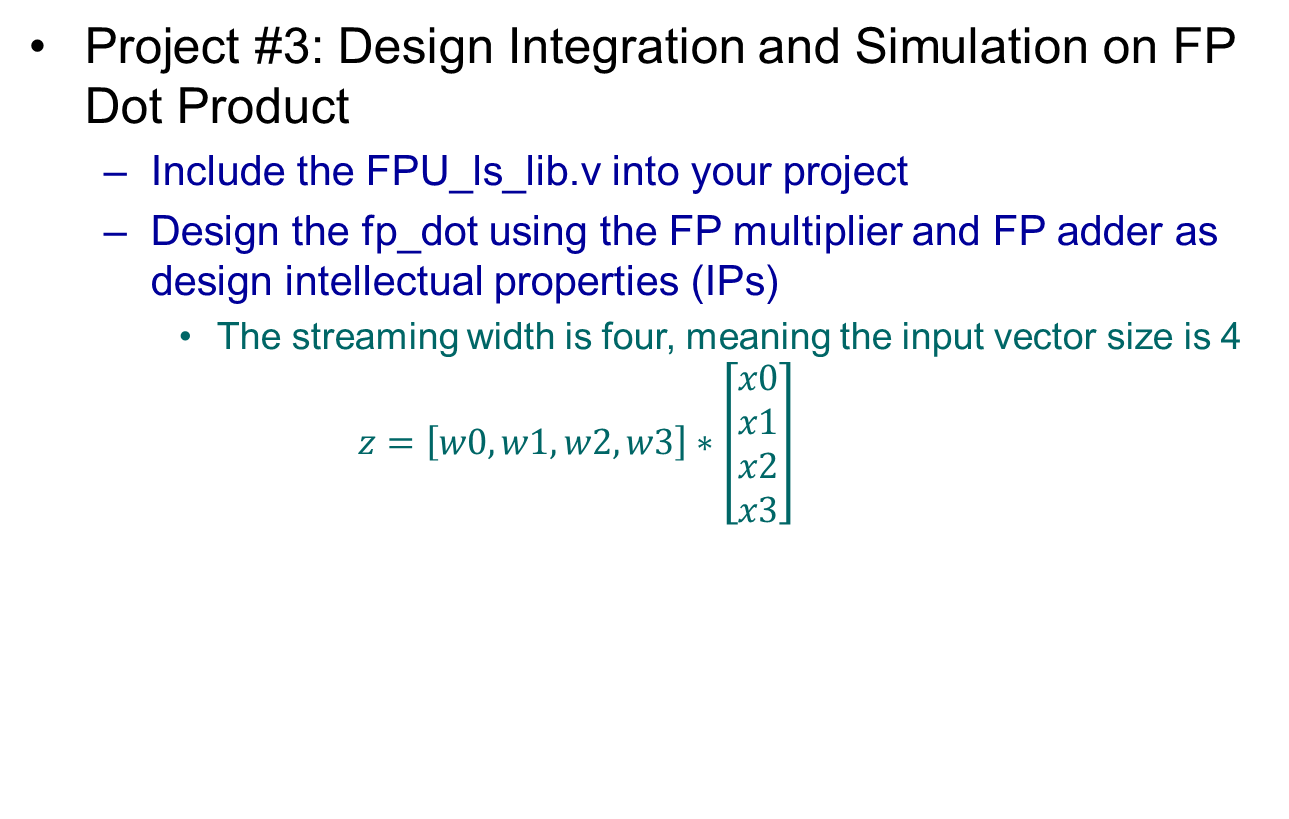 • Project #3: Design Integration and Simulation on FP
Dot Product
– Include the FPU_ls_lib.v into your project
– Design the fp_dot using the FP multiplier and FP adder as
design intellectual properties (IPs)
• The streaming width is four, meaning the input vector size is 4
z = [w0, w1, w2, w3] ∗ [x0
x1
x2
x3]